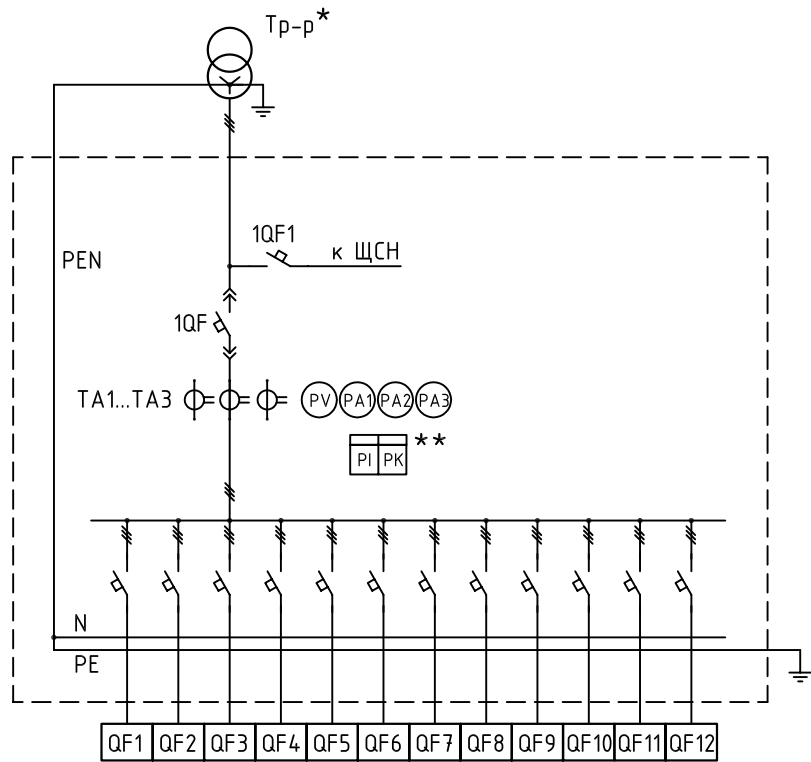 Тр-р*
1QF1
к ЩСН
PEN
1QF
TA1...TA3 PV PA1 PA2 PA3
PI PK **
N
PE
QF1 QF2 QF3 QF4 QF5 QF6 QF7 QF8 QF9 QF10 QF11 QF12